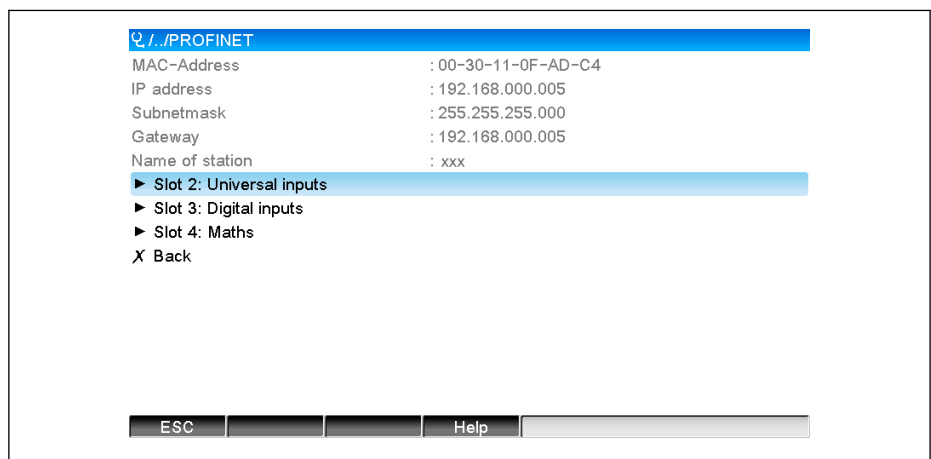 /../PROFINET
MAC-Address : 00-30-11-0F-AD-C4
IP address : 192.168.000.005
Subnetmask : 255.255.255.000
Gateway : 192.168.000.005
Name of station : xxx
► Slot 2: Universal inputs
► Slot 3: Digital inputs
► Slot 4: Maths
X Back
ESC Help